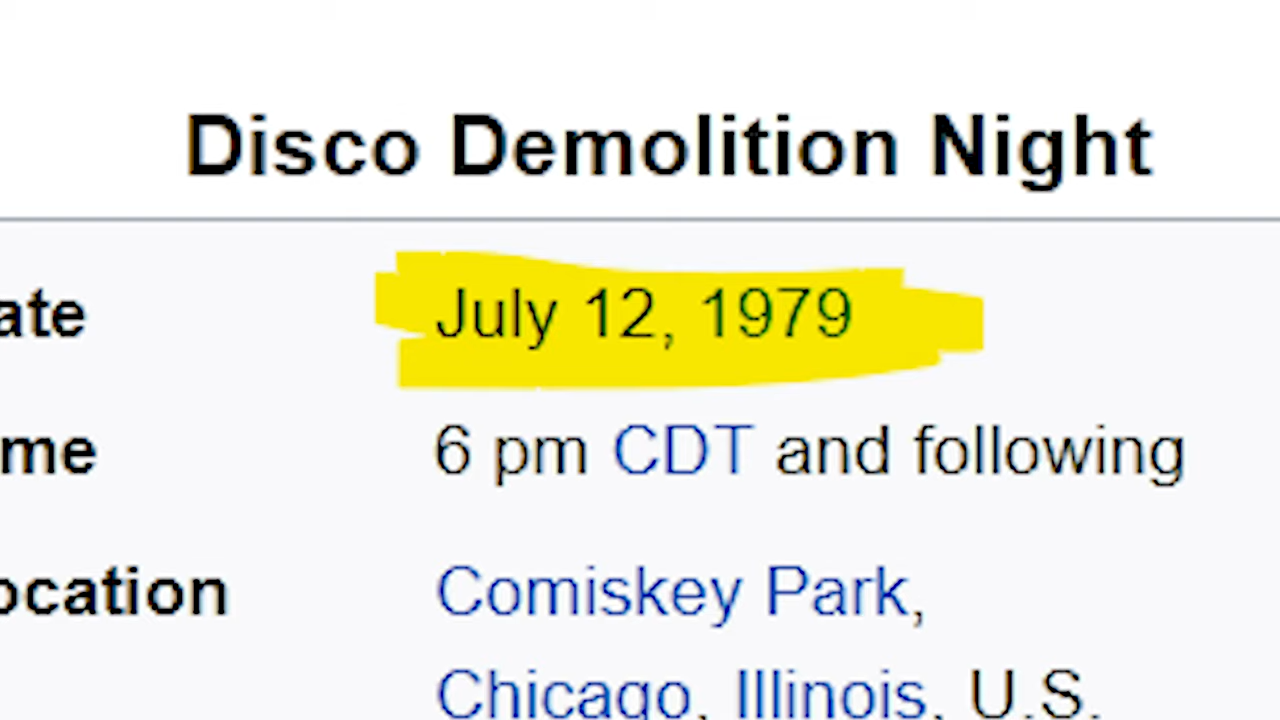 Disco Demolition Night
ate July 12, 1979
me 6 pm CDT and following
ocation Comiskey Park,
Chicago, Illinois, U.S.